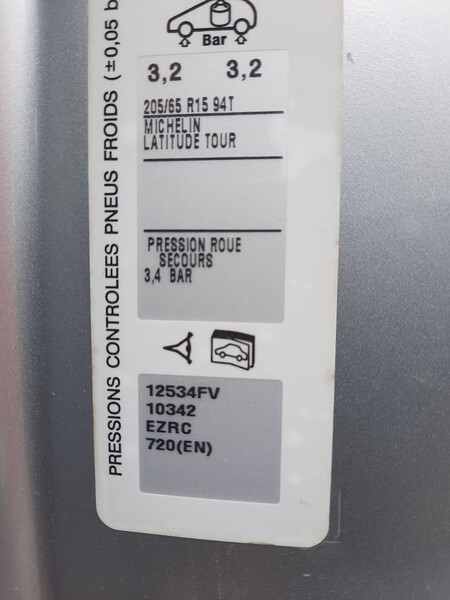 Bar
3,2 3,2
205/65 R15 94T
MICHELIN
LATITUDE TOUR
PRESSION ROUE
SECOURS
3,4 BAR
12534FV
10342
EZRC
720(EN)
PRESSIONS CONTROLEES PNEUS FROIDS (±0,05 b